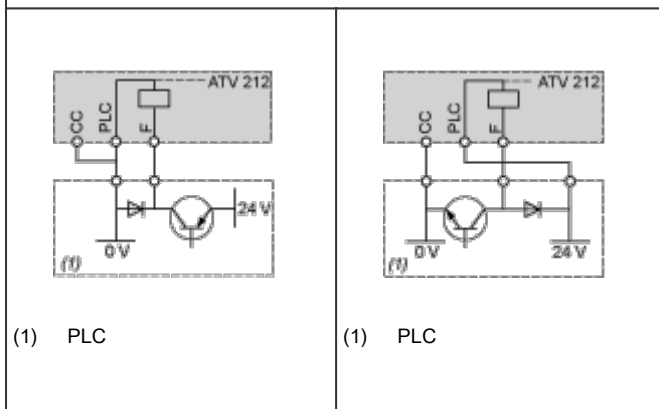 ATV 212
CC
PLC
F
24 V
0 V
(1)
(1) PLC
ATV 212
CC
PLC
F
0 V
24 V
(1)
(1) PLC